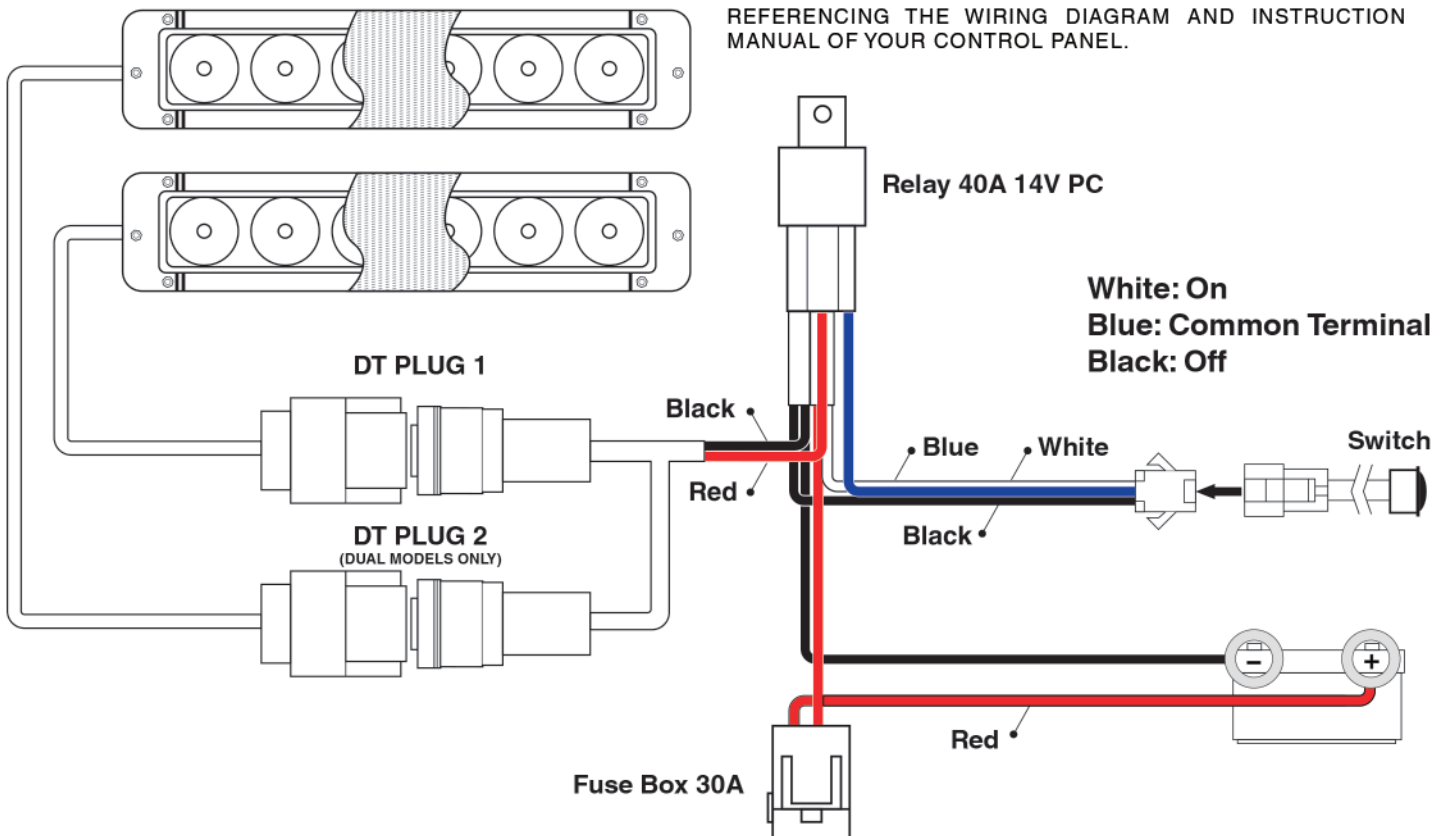 REFERENCING THE WIRING DIAGRAM AND INSTRUCTION
MANUAL OF YOUR CONTROL PANEL.
Relay 40A 14V PC
White: On
Blue: Common Terminal
Black: Off
DT PLUG 1
Black
Red
Blue
White
Switch
Black
DT PLUG 2
(DUAL MODELS ONLY)
–
+
Red
Fuse Box 30A